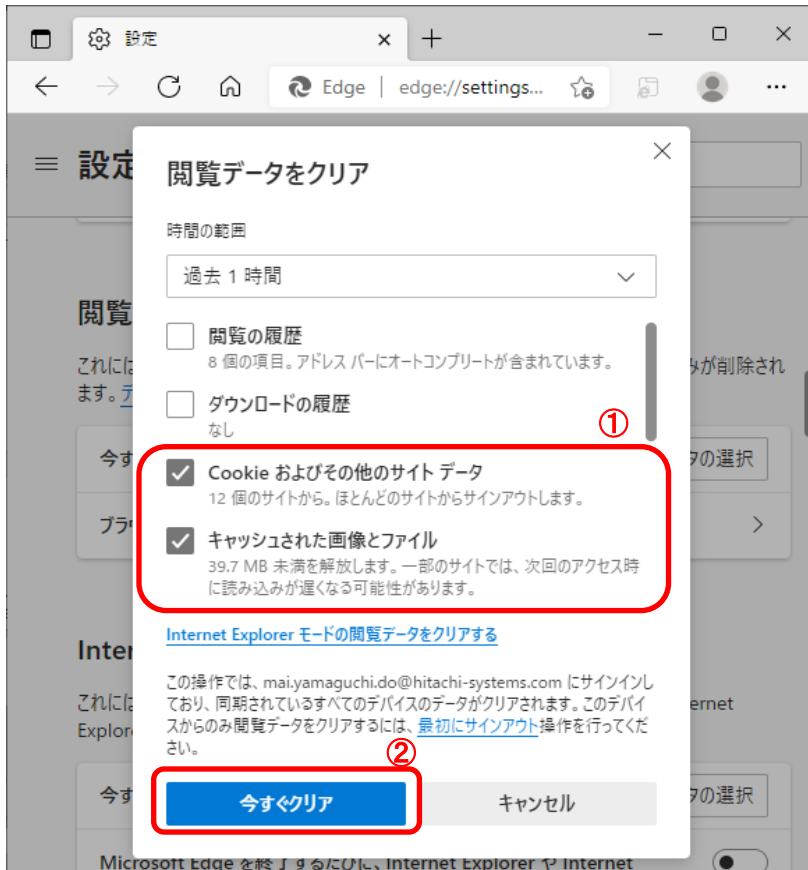 設定
Edge | edge://settings...
設定
閲覧データをクリア
時間の範囲
過去 1 時間
閲覧
閲覧の履歴
8 個の項目。アドレス バーにオートコンプリートが含まれています。
これには
みが削除され
ます。
ダウンロードの履歴
なし
①
今す
タの選択
Cookie およびその他のサイト データ
12 個のサイトから。ほとんどのサイトからサインアウトします。
ブラウ
キャッシュされた画像とファイル
39.7 MB 未満を解放します。一部のサイトでは、次回のアクセス時
に読み込みが遅くなる可能性があります。
Internet Explorer モードの閲覧データをクリアする
Inter
この操作では、mai.yamaguchi.do@hitachi-systems.com にサインインし
ており、同期されているすべてのデバイスのデータがクリアされます。このデバイ
スからのみ閲覧データをクリアするには、最初にサインアウト操作を行ってくだ
さい。
これには
ernet
Explor
②
今す
タの選択
今すぐクリア
キャンセル
Microsoft Edge を終了するたびに、Internet Explorer や Internet